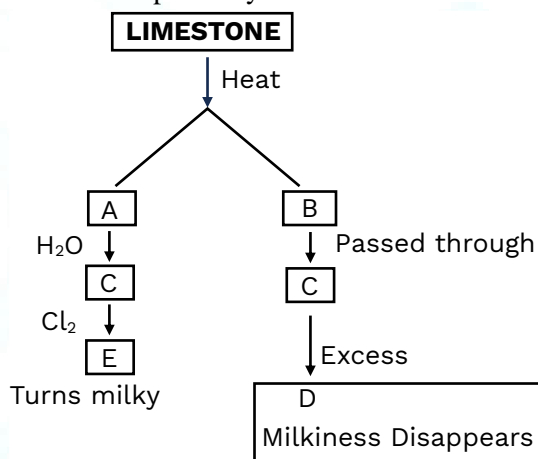 LIMESTONE
Heat
A
B
H₂O
Passed through
C
C
Cl₂
Excess
E
Turns milky
D
Milkiness Disappears